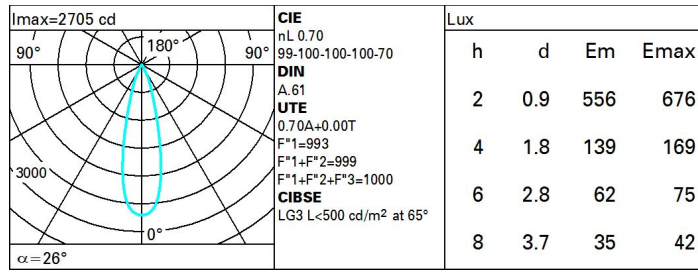 Imax=2705 cd
90°
180°
90°
3000
0°
α=26°
CIE
nL 0.70
99-100-100-100-70
DIN
A.61
UTE
0.70A+0.00T
F"1=993
F"1+F"2=999
F"1+F"2+F"3=1000
CIBSE
LG3 L<500 cd/m² at 65°
Lux
h d Em Emax
2 0.9 556 676
4 1.8 139 169
6 2.8 62 75
8 3.7 35 42